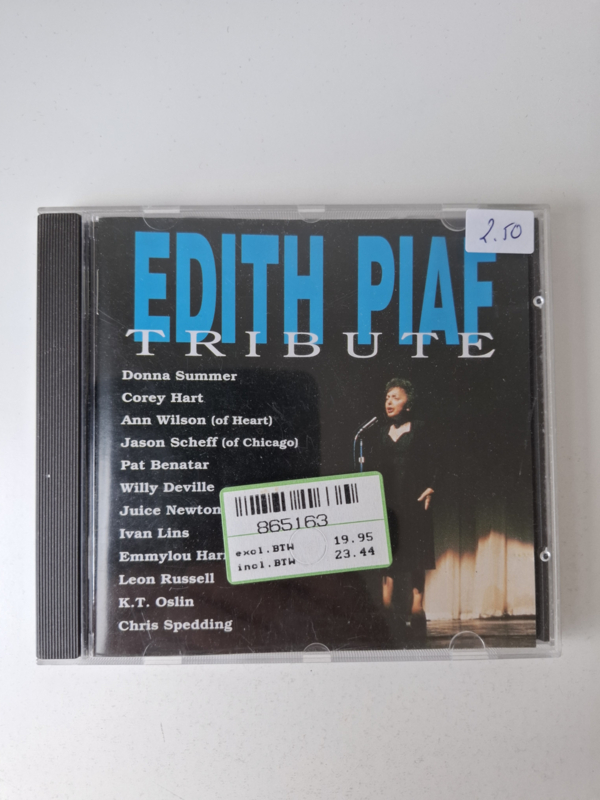 2.50
EDITH PIAF
TRIBUTE
Donna Summer
Corey Hart
Ann Wilson (of Heart)
Jason Scheff (of Chicago)
Pat Benatar
Willy Deville
Juice Newton
Ivan Lins
Emmylou
Leon Russell
K.T. Oslin
Chris Spedding
865163
excl.BTW 19.95
incl.BTW 23.44